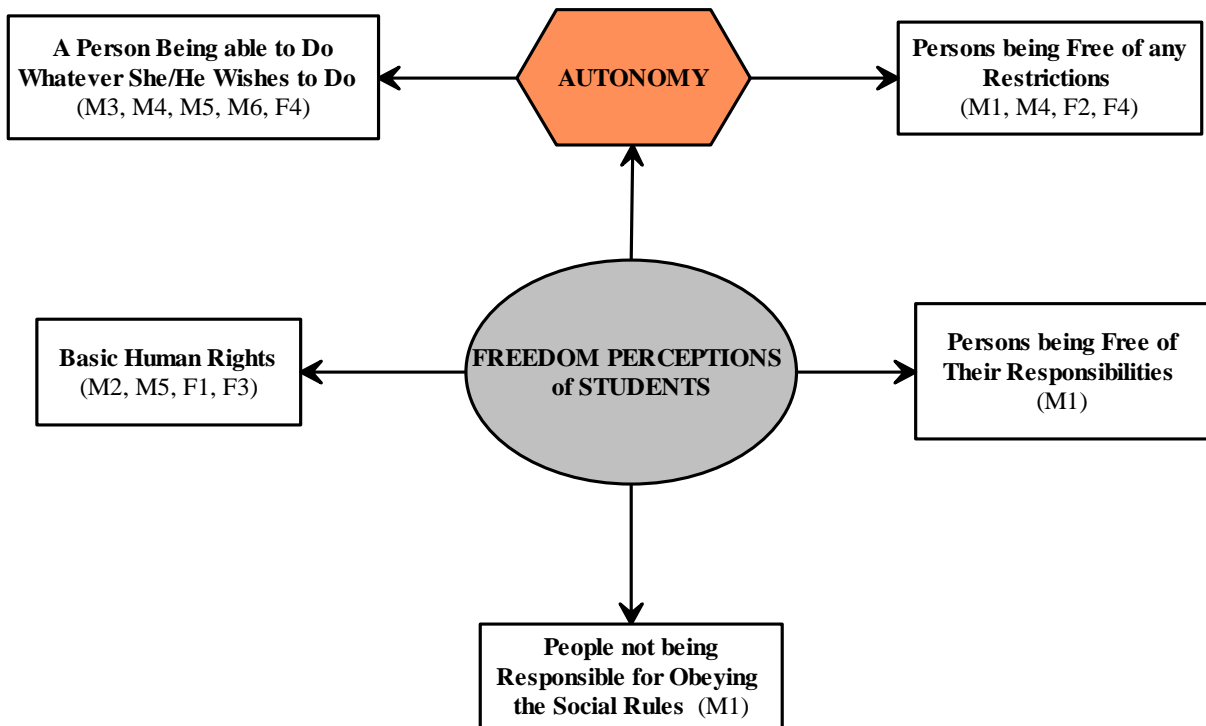 A Person Being able to Do
Whatever She/He Wishes to Do
(M3, M4, M5, M6, F4)
AUTONOMY
Persons being Free of any
Restrictions
(M1, M4, F2, F4)
Basic Human Rights
(M2, M5, F1, F3)
FREEDOM PERCEPTIONS
of STUDENTS
Persons being Free of
Their Responsibilities
(M1)
People not being
Responsible for Obeying
the Social Rules (M1)